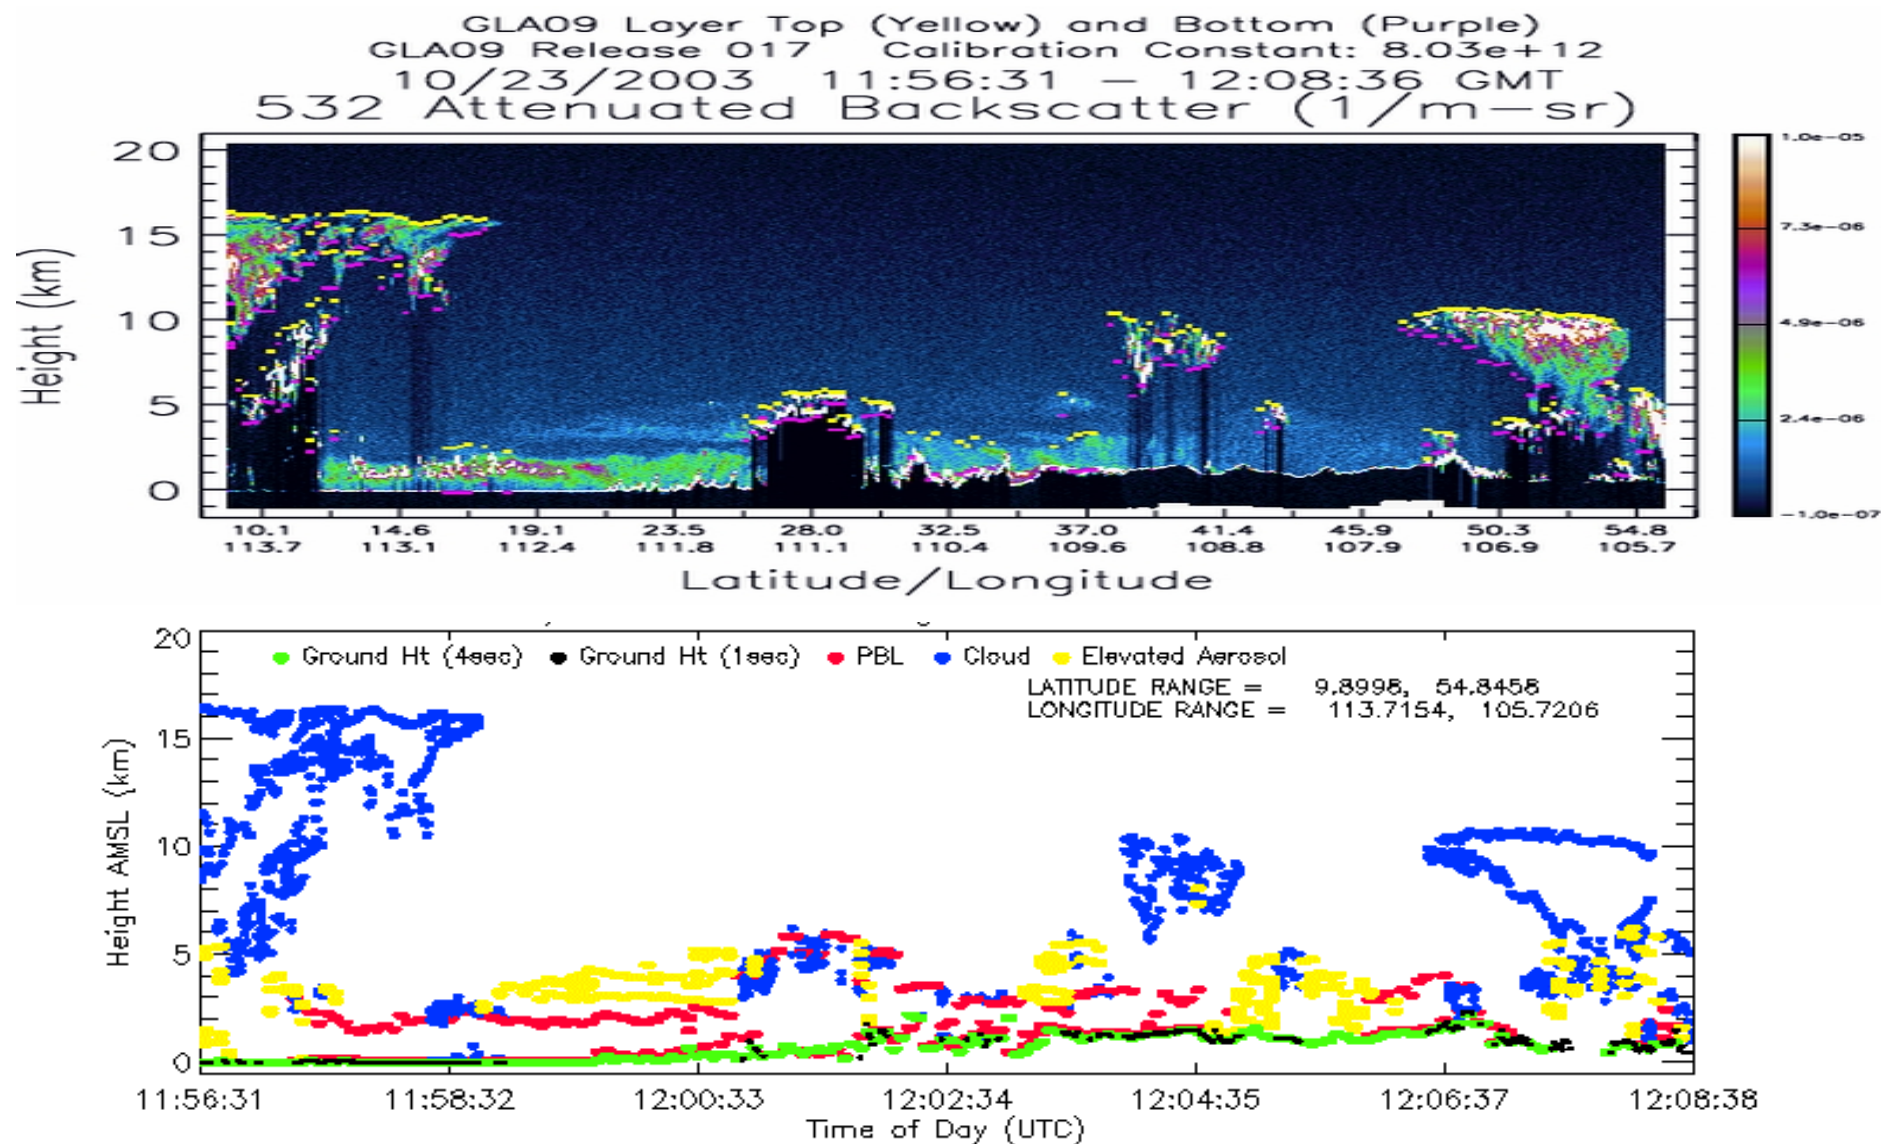 GLA09 Layer Top (Yellow) and Bottom (Purple)
GLA09 Release 017 Calibration Constant: 8.03e+12
10/23/2003 11:56:31 – 12:08:36 GMT
532 Attenuated Backscatter (1/m–sr)
Height (km)
20
15
10
5
0
1.0e-05
7.3e-06
4.9e-06
2.4e-06
-1.0e-07
10.1 14.6 19.1 23.5 28.0 32.5 37.0 41.4 45.9 50.3 54.8
113.7 113.1 112.4 111.8 111.1 110.4 109.6 108.8 107.9 106.9 105.7
Latitude/Longitude
Ground Ht (4sec) Ground Ht (1sec) PBL Cloud Elevated Aerosol
LATITUDE RANGE = 9.8998, 54.8458
LONGITUDE RANGE = 113.7154, 105.7206
Height AMSL (km)
20
15
10
5
0
11:56:31 11:58:32 12:00:33 12:02:34 12:04:35 12:06:37 12:08:38
Time of Day (UTC)